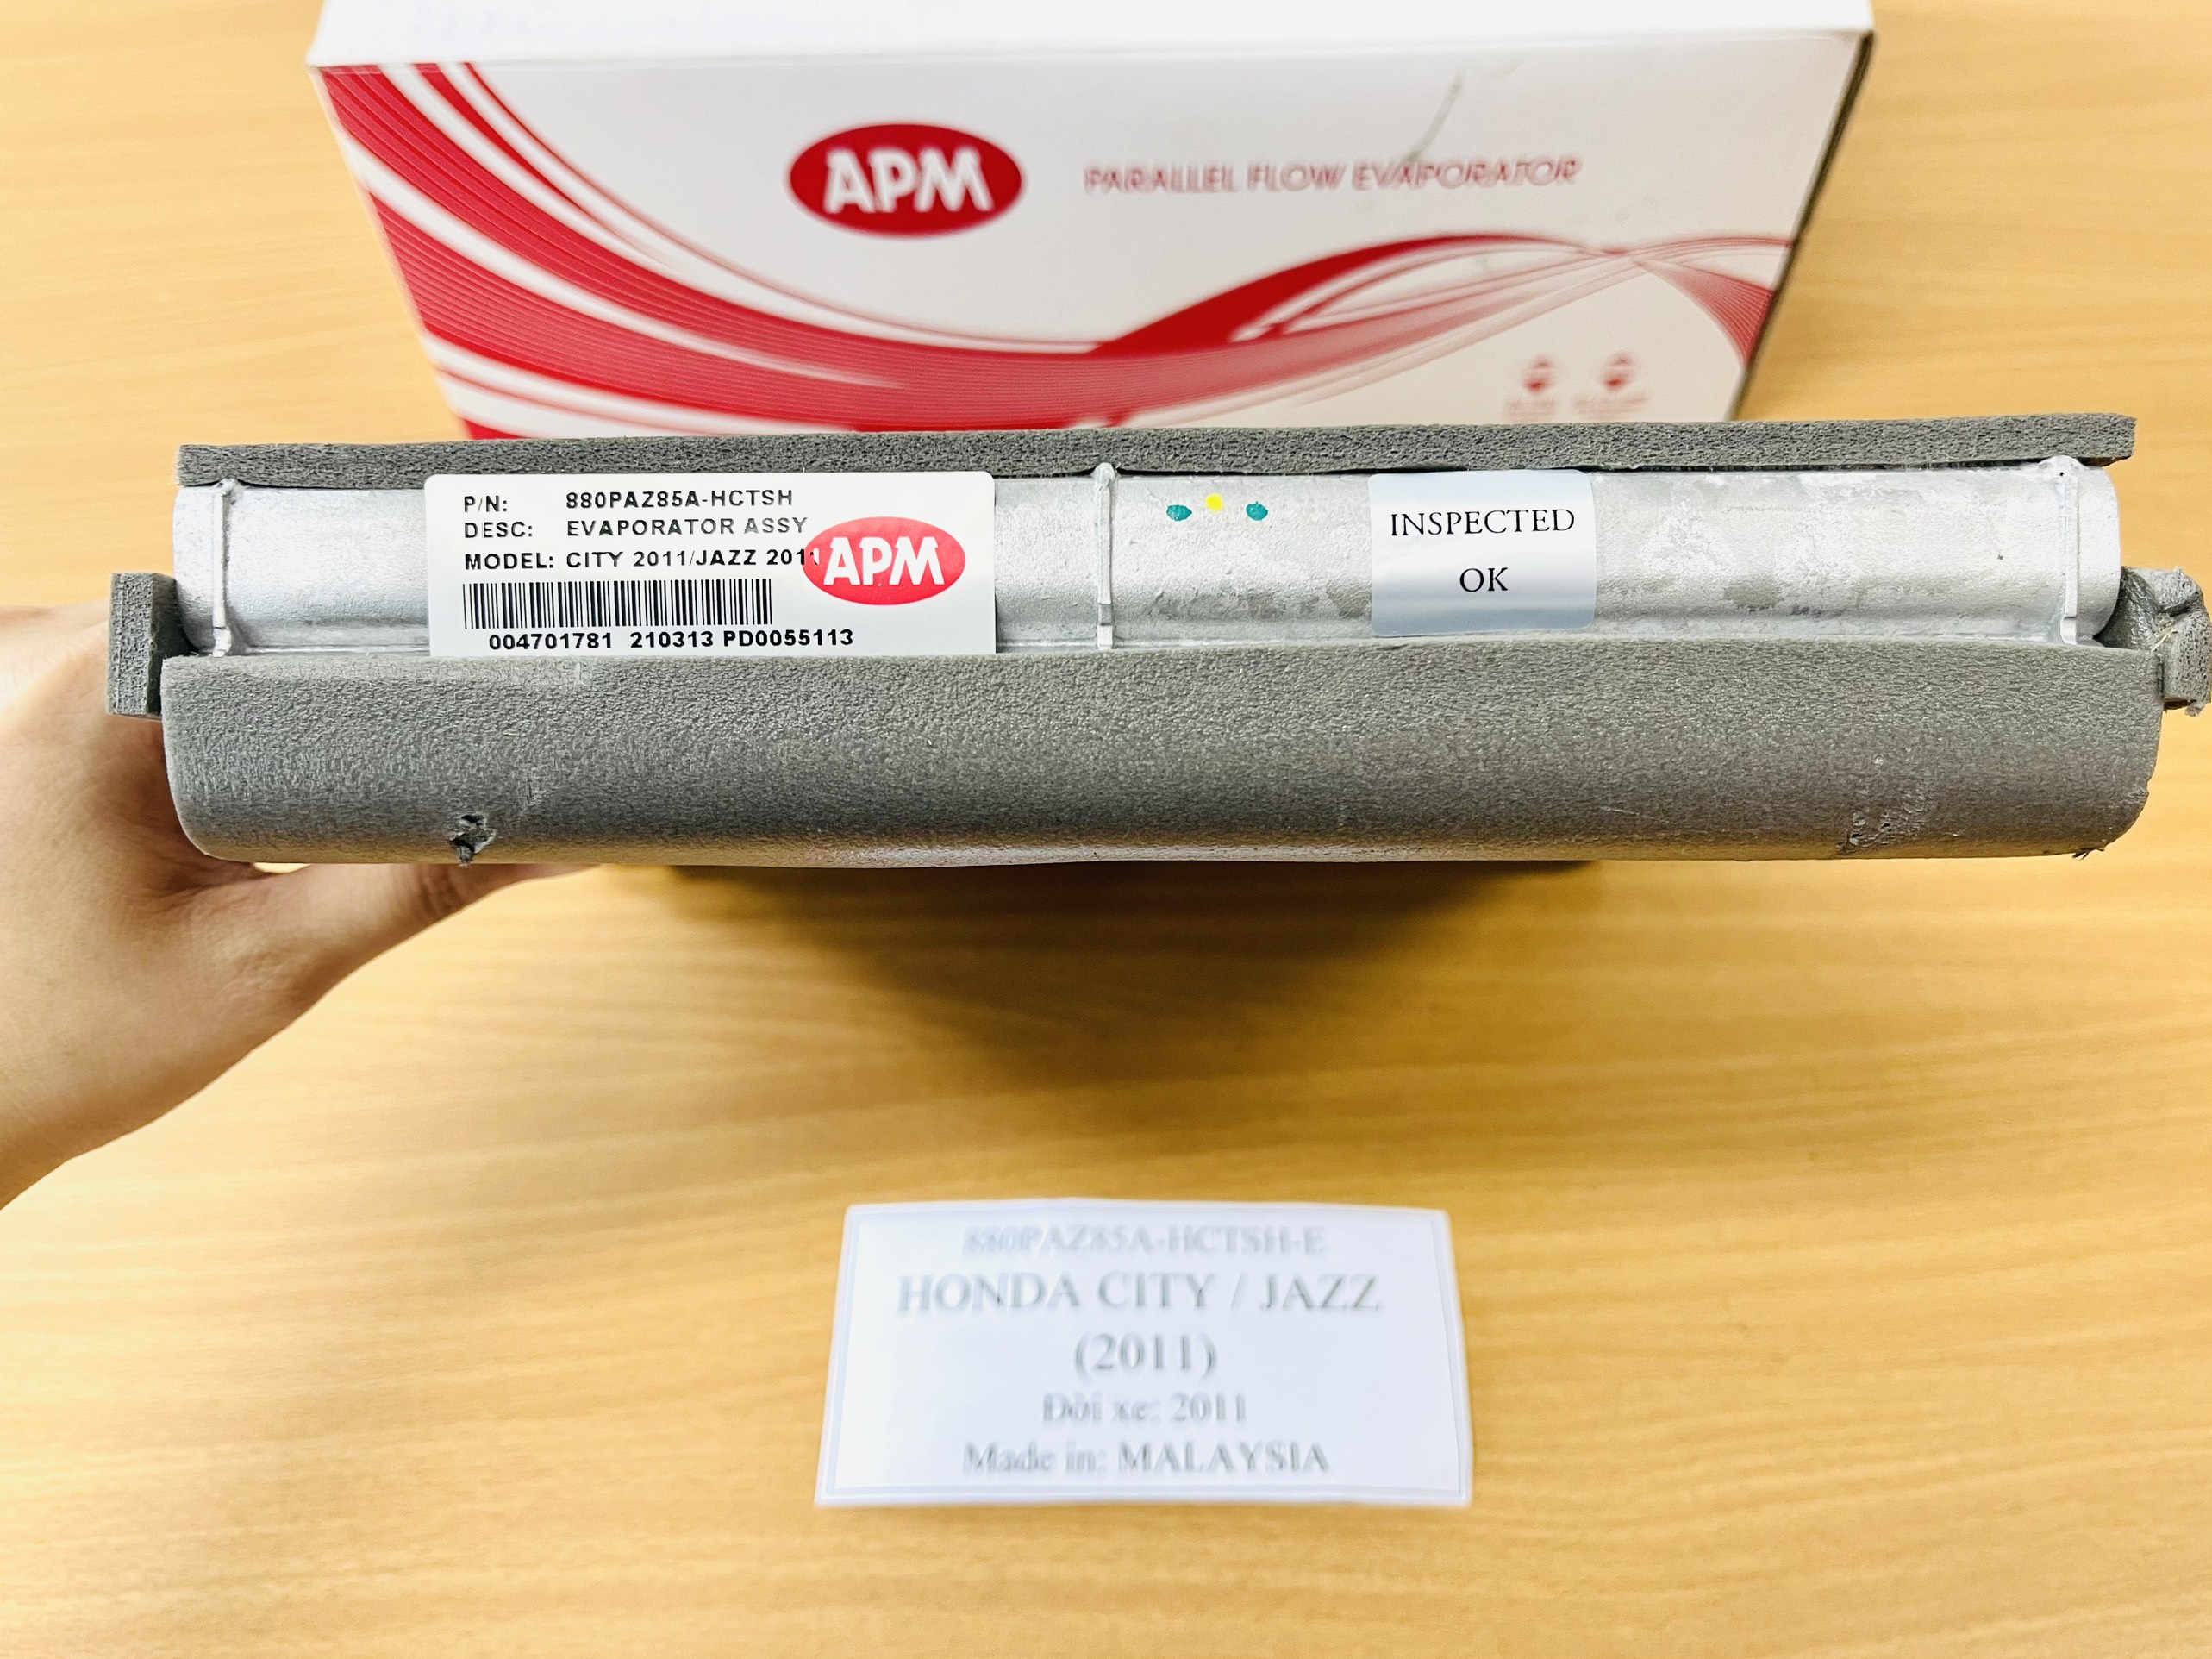 APM
PARALLEL FLOW EVAPORATOR
P/N: 880PAZ85A-HCTSH
DESC: EVAPORATOR ASSY
MODEL: CITY 2011/JAZZ 2011
APM
004701781 210313 PD0055113
INSPECTED
OK
880PAZ85A-HCTSH-E
HONDA CITY / JAZZ
(2011)
Đời xe: 2011
Made in: MALAYSIA